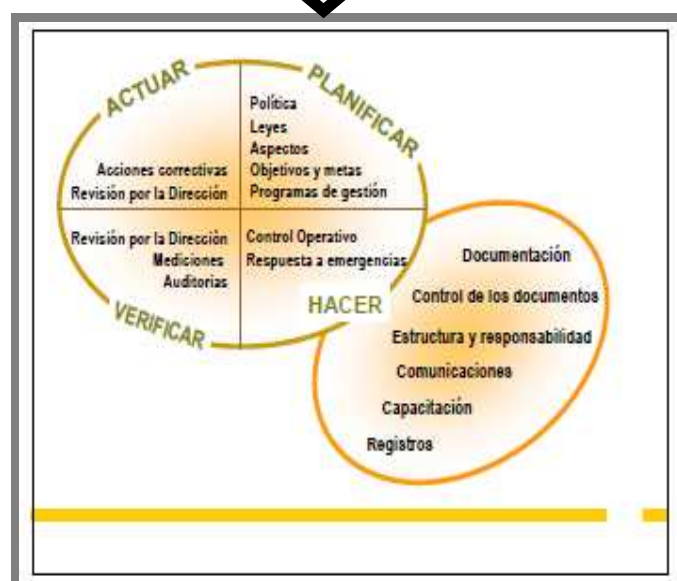 ACTUAR
PLANIFICAR
Política
Leyes
Aspectos
Objetivos y metas
Programas de gestión
Acciones correctivas
Revisión por la Dirección
Revisión por la Dirección
Mediciones
Auditorias
Control Operativo
Respuesta a emergencias
HACER
VERIFICAR
Documentación
Control de los documentos
Estructura y responsabilidad
Comunicaciones
Capacitación
Registros